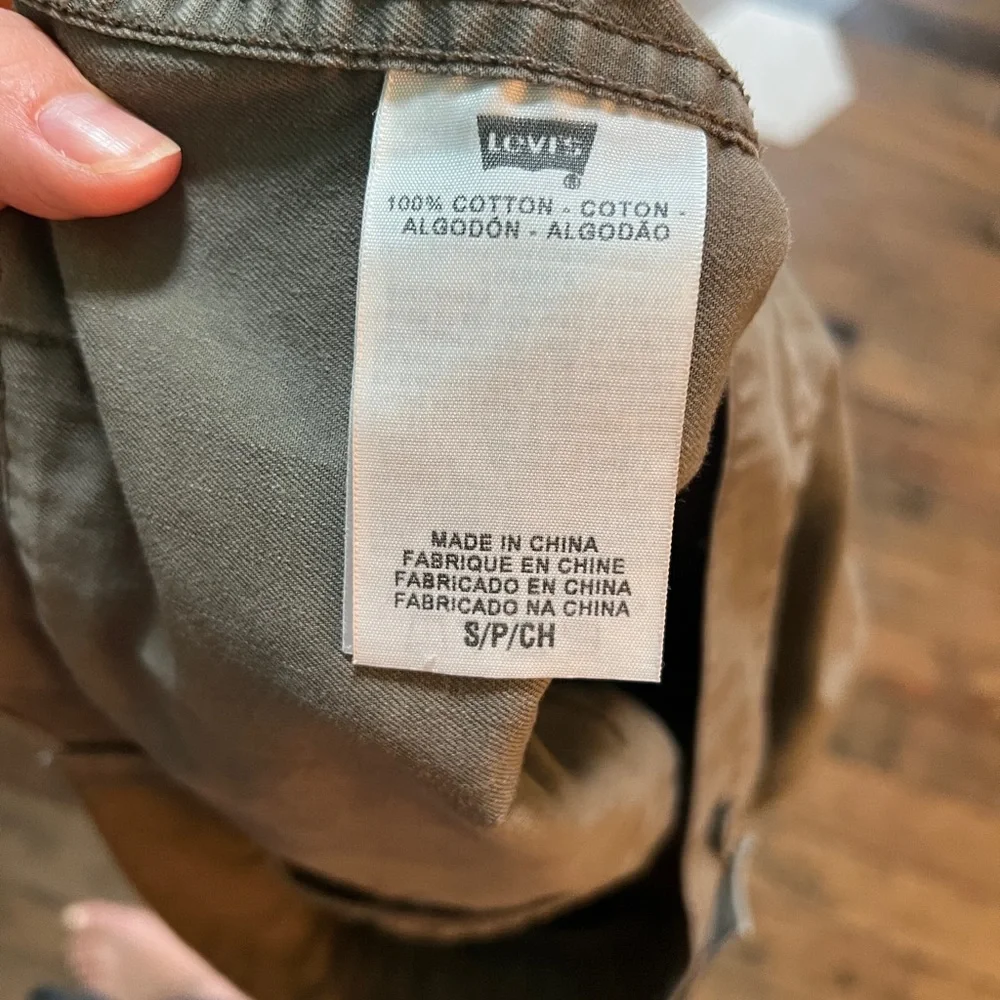 Levi's
®
100% COTTON - COTON -
ALGODÓN - ALGODÃO
MADE IN CHINA
FABRIQUE EN CHINE
FABRICADO EN CHINA
FABRICADO NA CHINA
S/P/CH